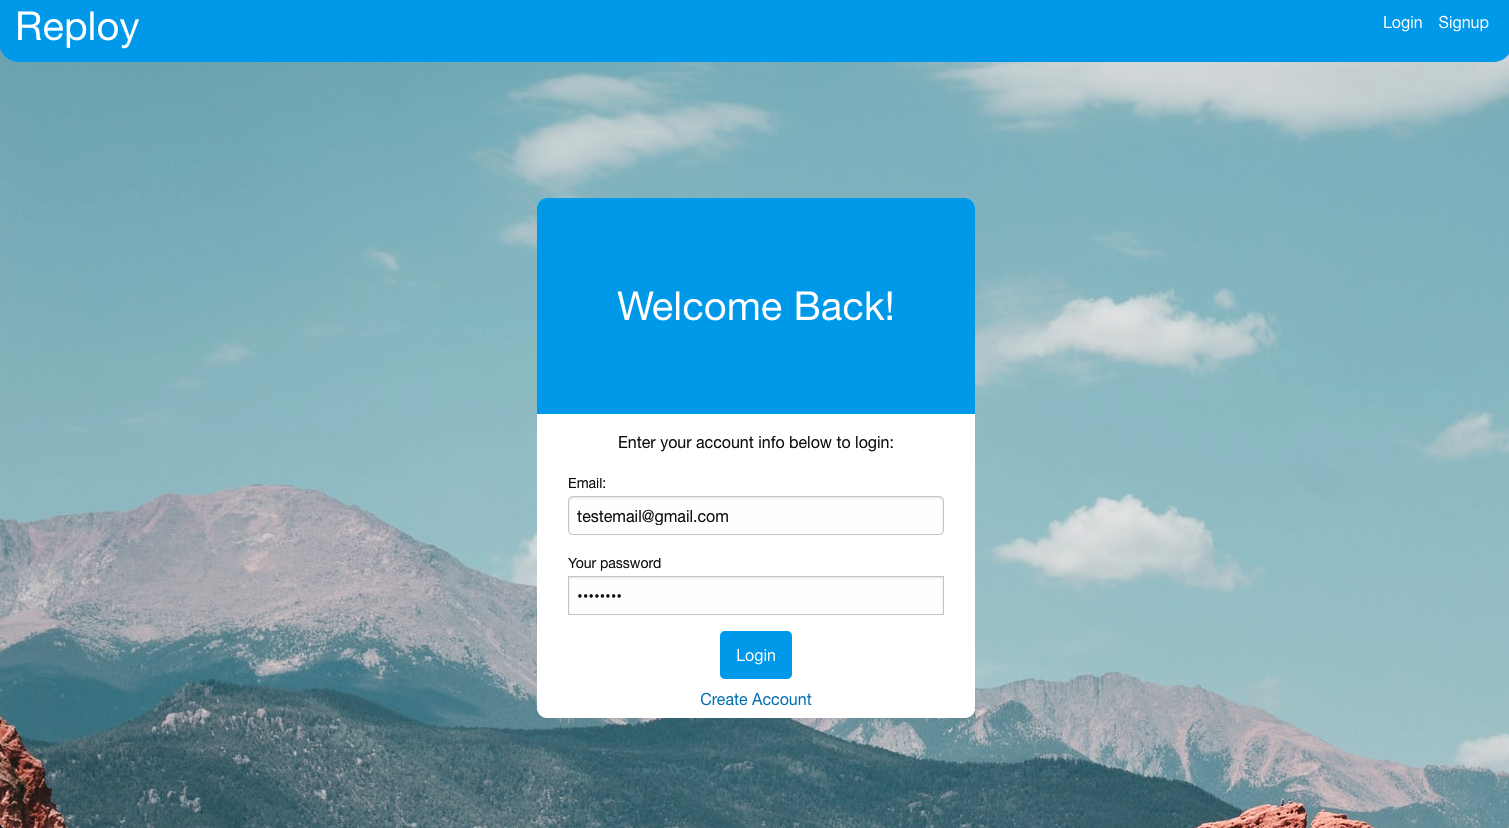 Reploy
Login Signup
Welcome Back!
Enter your account info below to login:
Email:
testemail@gmail.com
Your password
••••••••
Login
Create Account